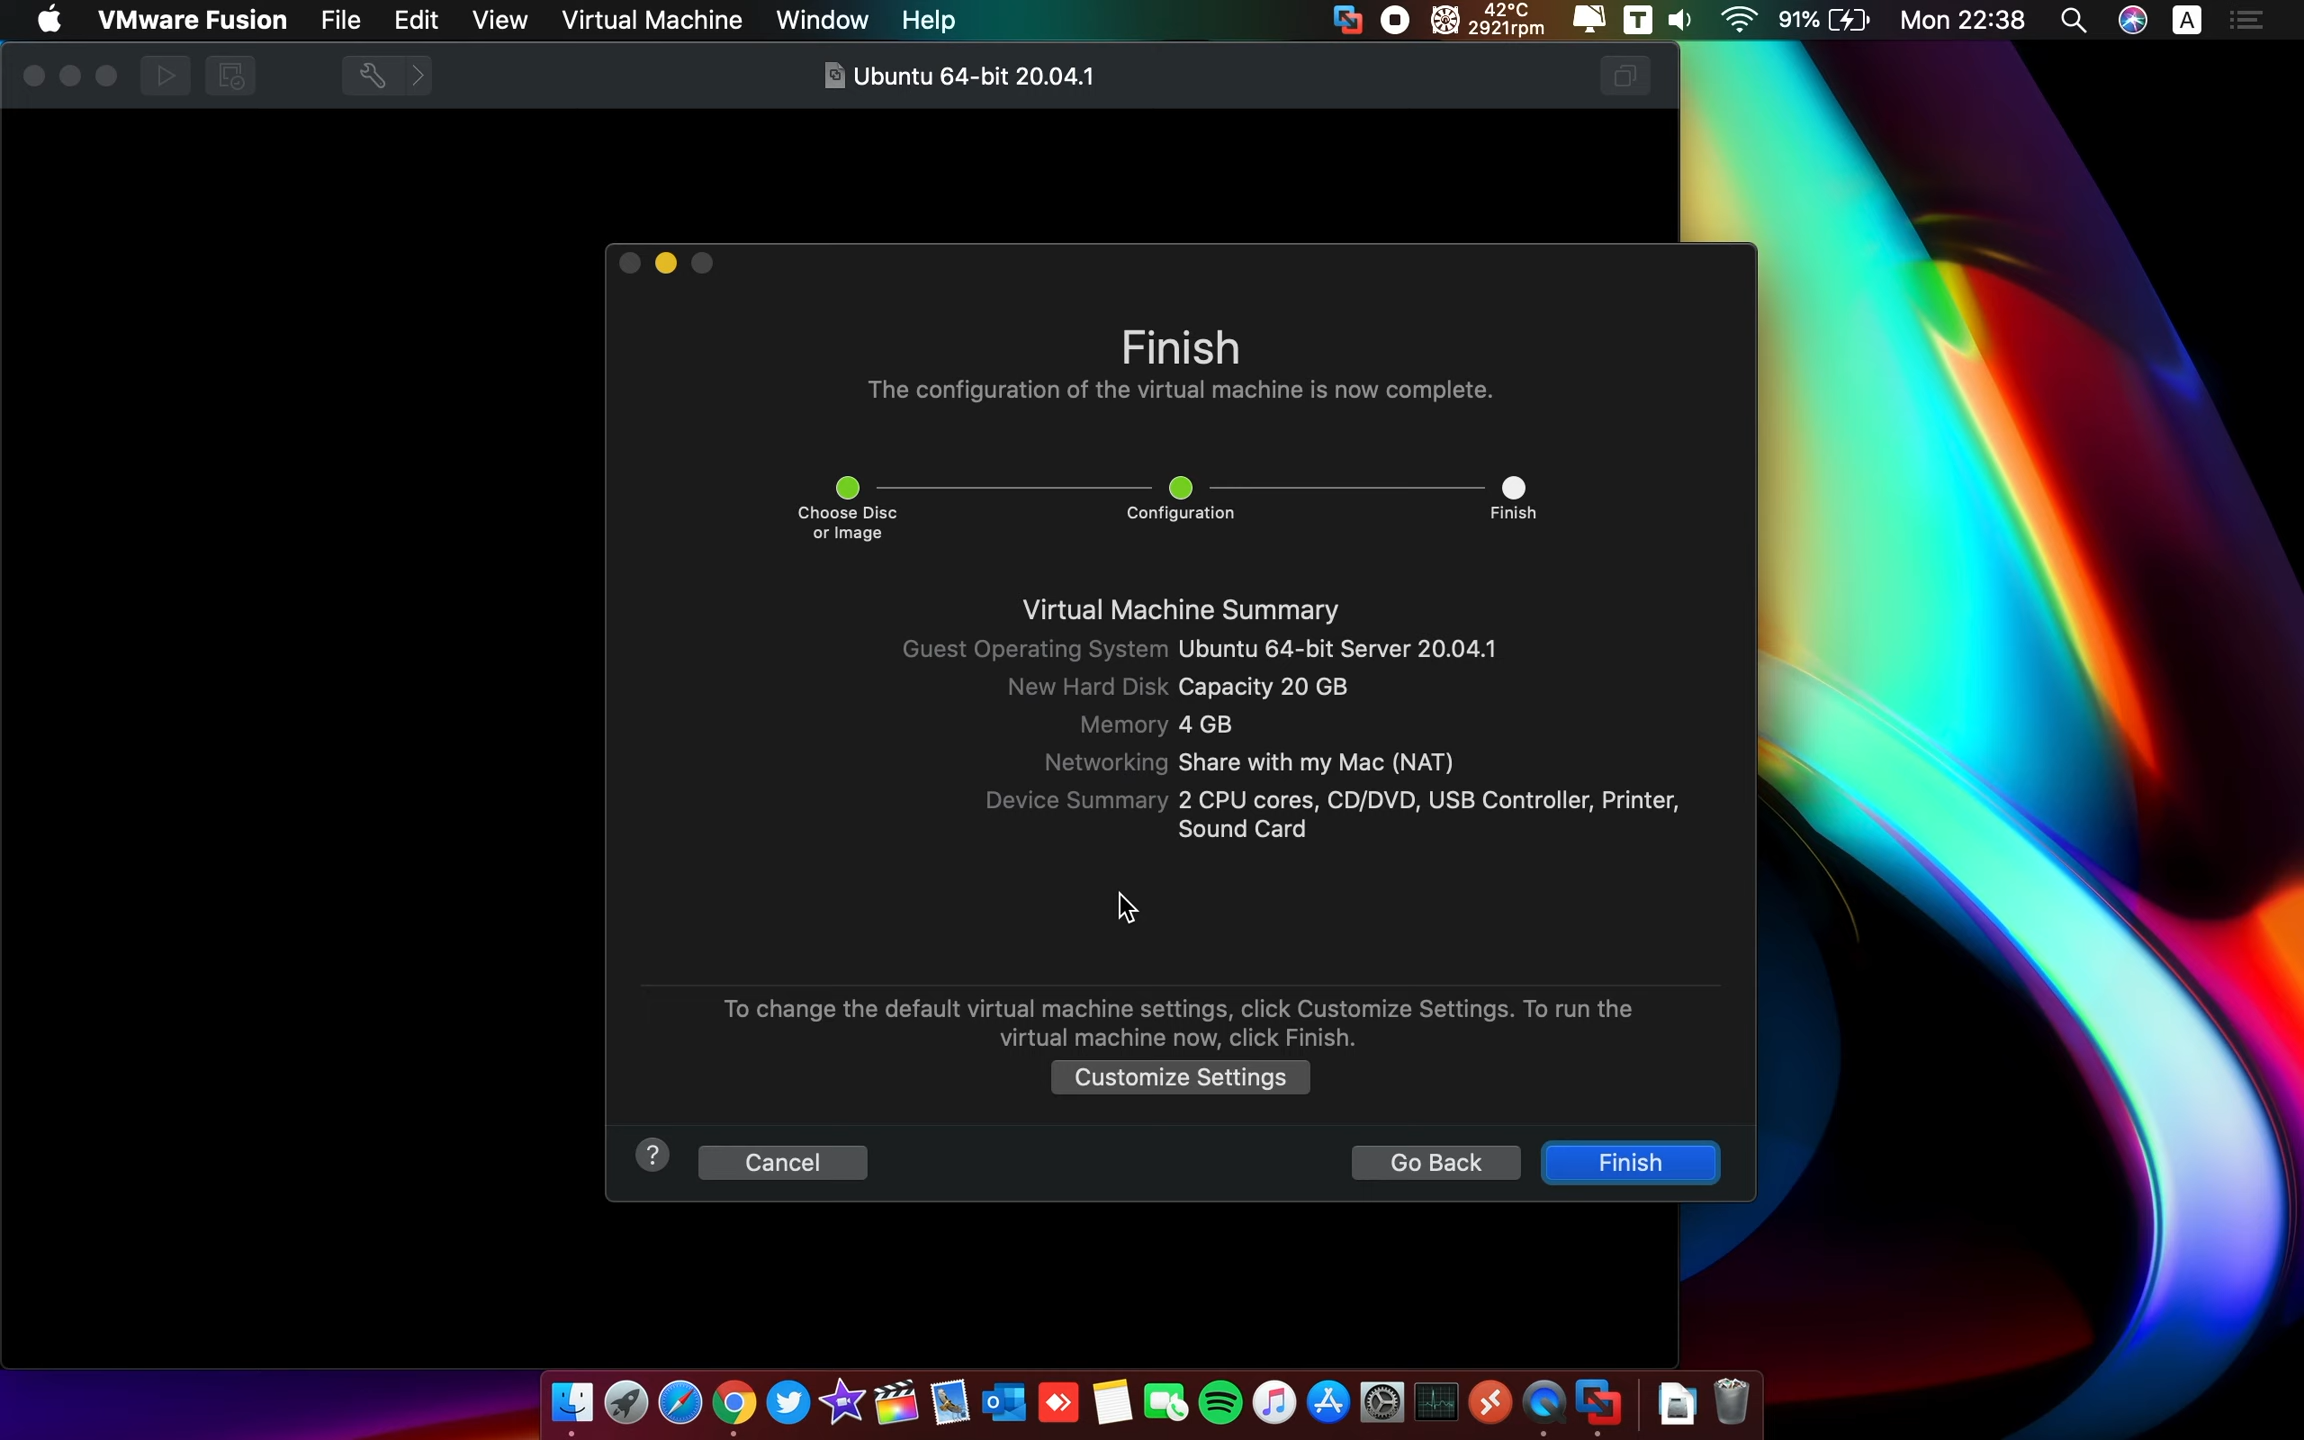 VMware Fusion File Edit View Virtual Machine Window Help 42°C 2921rpm T 91% Mon 22:38 A
Ubuntu 64-bit 20.04.1
Finish
The configuration of the virtual machine is now complete.
Choose Disc
or Image
Configuration
Finish
Virtual Machine Summary
Guest Operating System Ubuntu 64-bit Server 20.04.1
New Hard Disk Capacity 20 GB
Memory 4 GB
Networking Share with my Mac (NAT)
Device Summary 2 CPU cores, CD/DVD, USB Controller, Printer,
Sound Card
To change the default virtual machine settings, click Customize Settings. To run the
virtual machine now, click Finish.
Customize Settings
? Cancel Go Back Finish